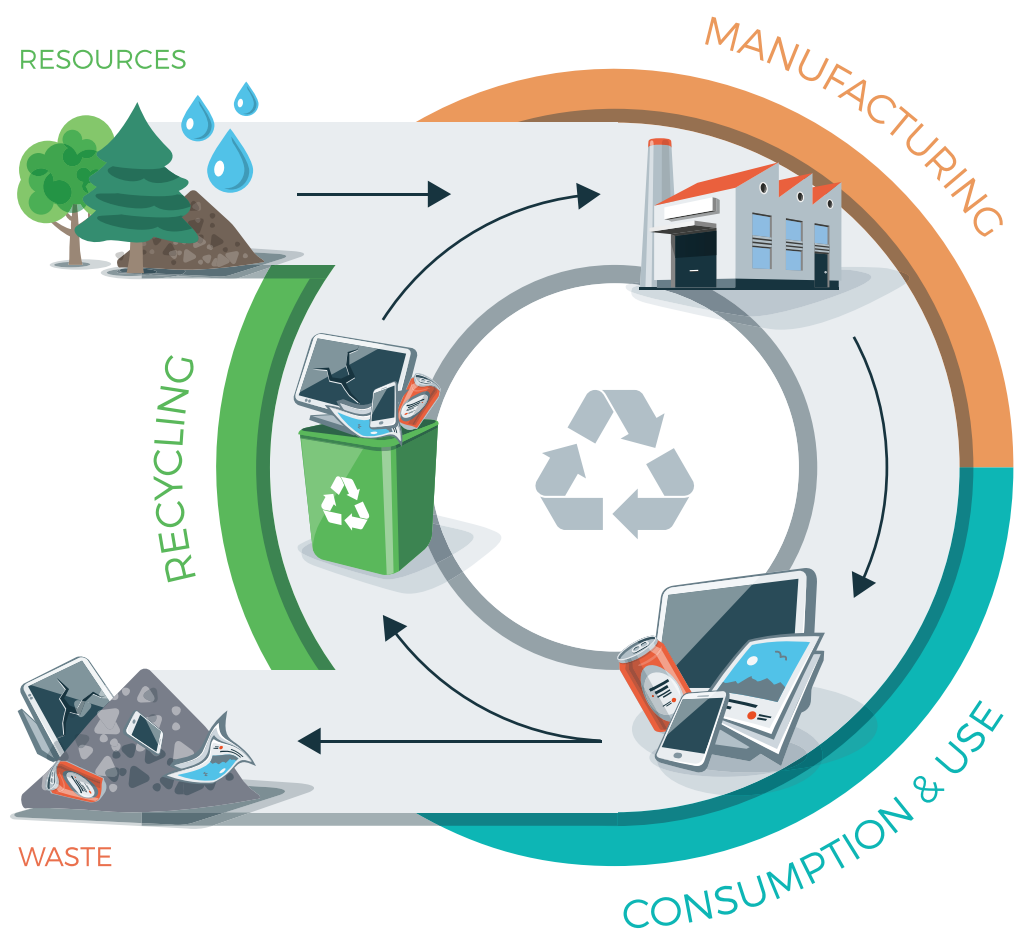 RESOURCES
MANUFACTURING
RECYCLING
CONSUMPTION & USE
WASTE